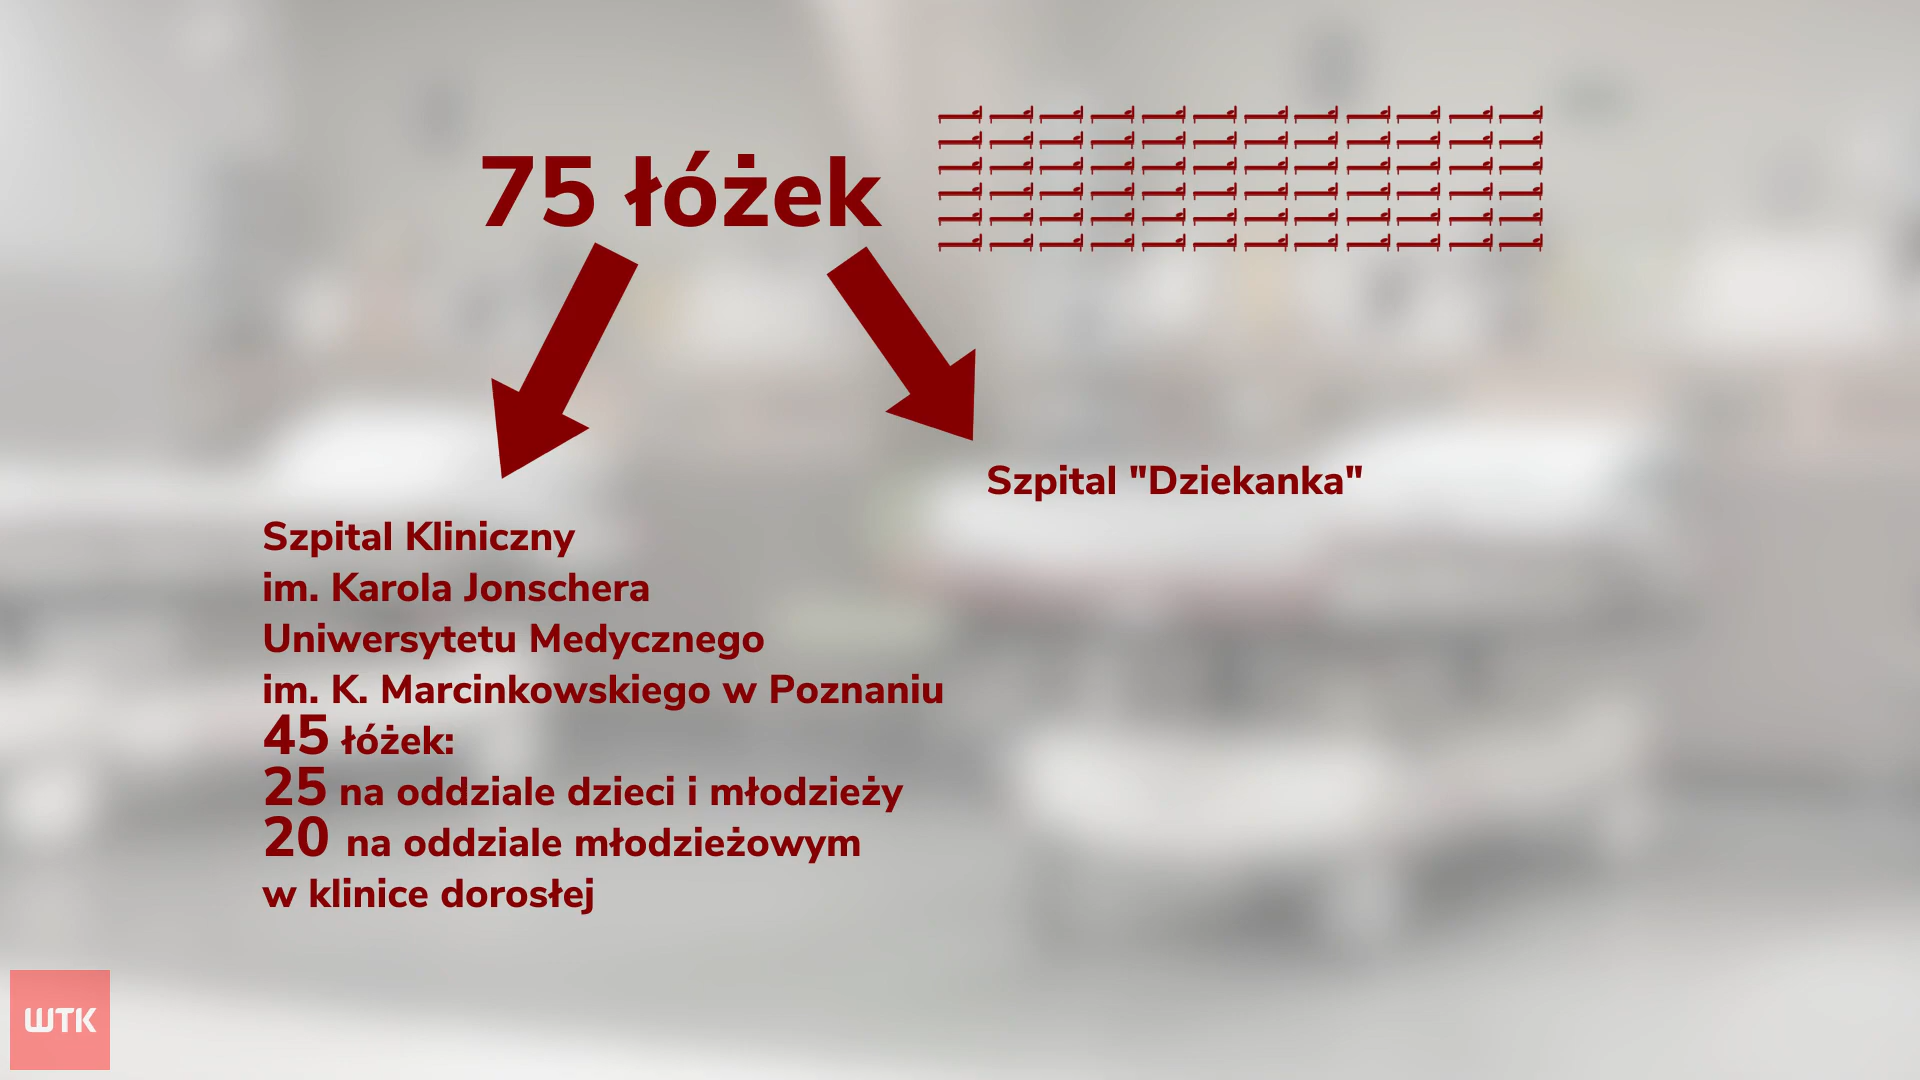 75 łóżek
Szpital "Dziekanka"
Szpital Kliniczny
im. Karola Jonschera
Uniwersytetu Medycznego
im. K. Marcinkowskiego w Poznaniu
45 łóżek:
25 na oddziale dzieci i młodzieży
20 na oddziale młodzieżowym
w klinice dorosłej
WTK